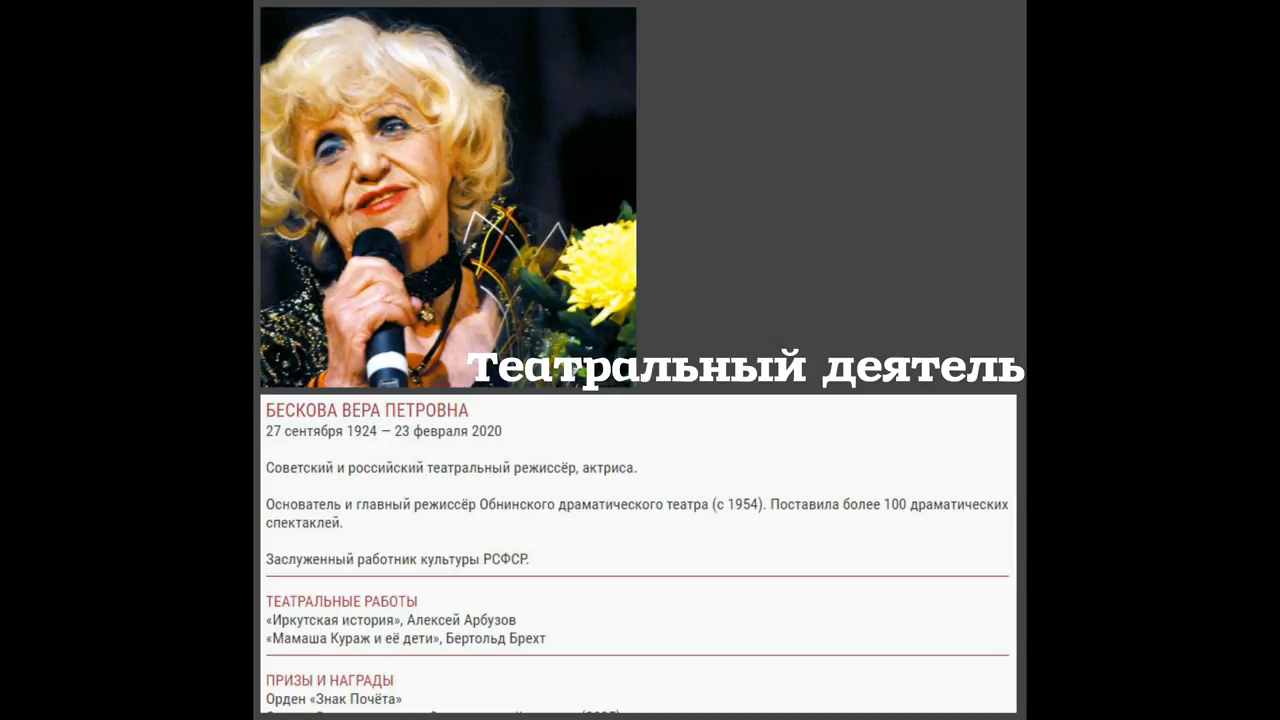 Театральный деятель
БЕСКОВА ВЕРА ПЕТРОВНА
27 сентября 1924 — 23 февраля 2020
Советский и российский театральный режиссёр, актриса.
Основатель и главный режиссёр Обнинского драматического театра (с 1954). Поставила более 100 драматических
спектаклей.
Заслуженный работник культуры РСФСР.
ТЕАТРАЛЬНЫЕ РАБОТЫ
«Иркутская история», Алексей Арбузов
«Мамаша Кураж и её дети», Бертольд Брехт
ПРИЗЫ И НАГРАДЫ
Орден «Знак Почёта»